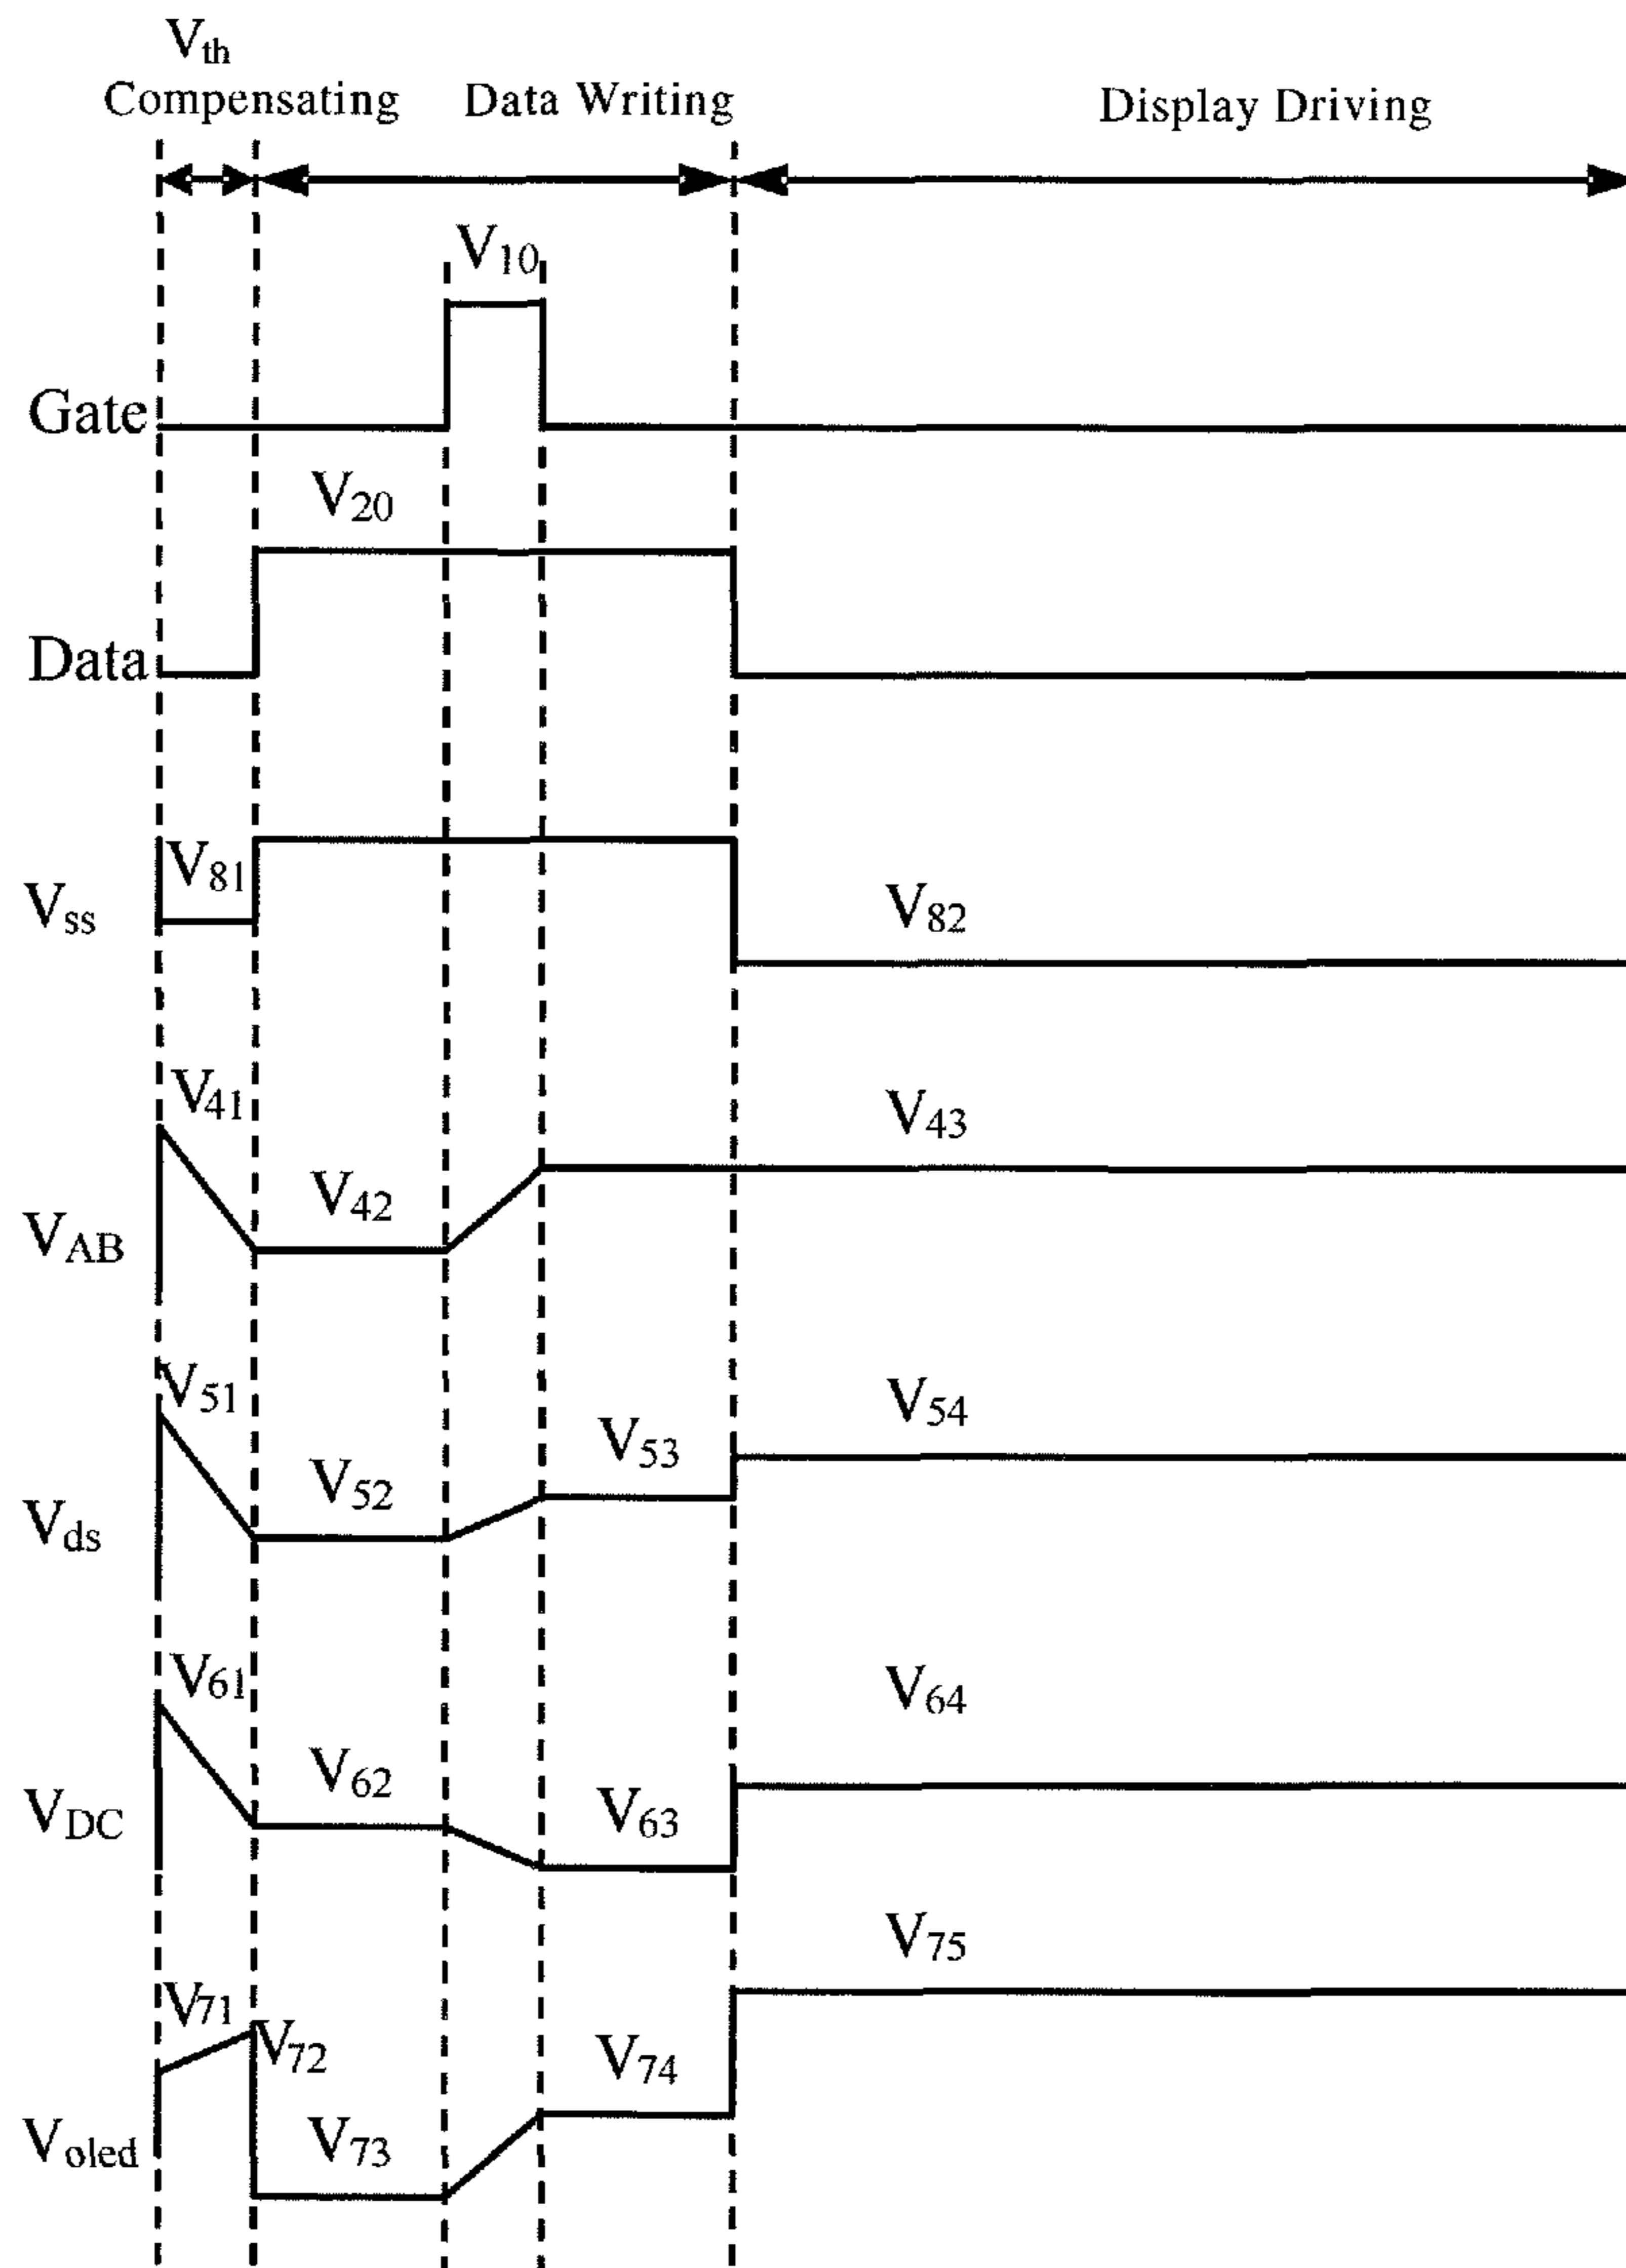 Vth
Compensating Data Writing Display Driving
V10
Gate
V20
Data
V81
Vss V82
V41 V43
V42
VAB
V51 V54
V53
V52
Vds
V61 V64
V62
VDC V63
V75
V71
V72 V74
Voled V73